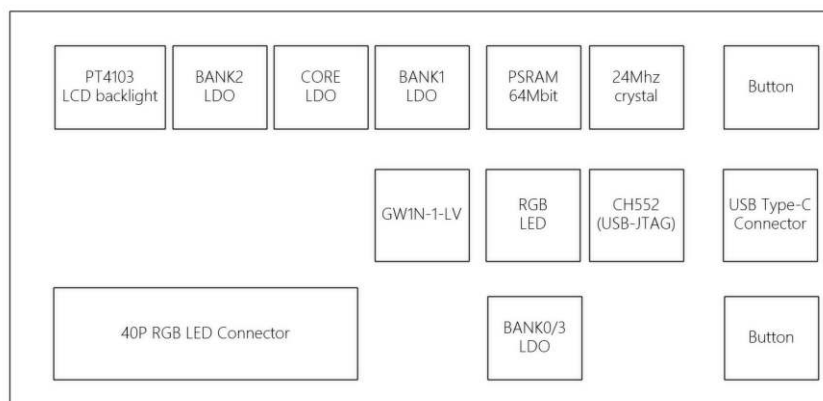 PT4103
LCD backlight
BANK2
LDO
CORE
LDO
BANK1
LDO
PSRAM
64Mbit
24Mhz
crystal
Button
GW1N-1-LV
RGB
LED
CH552
(USB-JTAG)
USB Type-C
Connector
40P RGB LED Connector
BANK0/3
LDO
Button